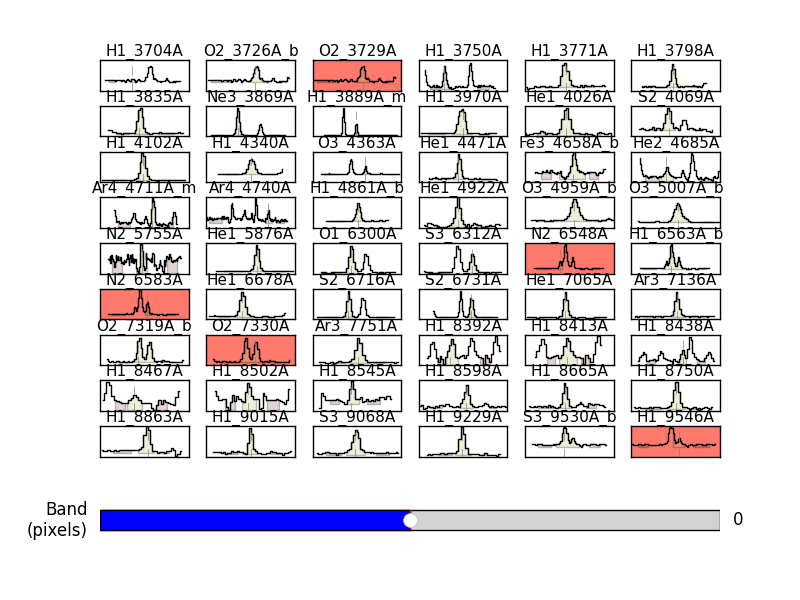 H1_3704A O2_3726A_b O2_3729A H1_3750A H1_3771A H1_3798A
H1_3835A Ne3_3869A H1_3889A_m H1_3970A He1_4026A S2_4069A
H1_4102A H1_4340A O3_4363A He1_4471A Fe3_4658A_b He2_4685A
Ar4_4711A_m Ar4_4740A H1_4861A_b He1_4922A O3_4959A_b O3_5007A_b
N2_5755A He1_5876A O1_6300A S3_6312A N2_6548A H1_6563A_b
N2_6583A He1_6678A S2_6716A S2_6731A He1_7065A Ar3_7136A
O2_7319A_b O2_7330A Ar3_7751A H1_8392A H1_8413A H1_8438A
H1_8467A H1_8502A H1_8545A H1_8598A H1_8665A H1_8750A
H1_8863A H1_9015A S3_9068A H1_9229A S3_9530A_b H1_9546A
Band
(pixels) 0